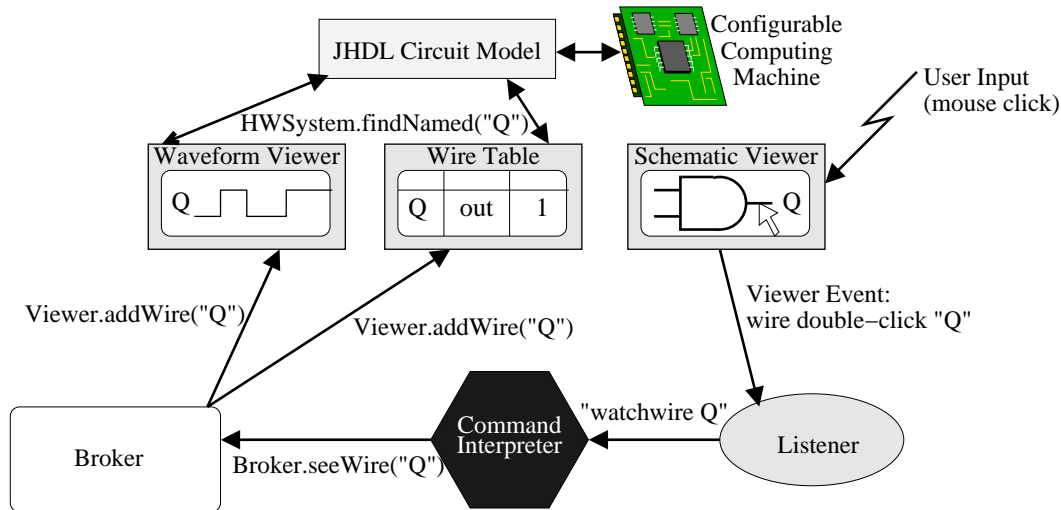 JHDL Circuit Model
Configurable
Computing
Machine
User Input
(mouse click)
HWSystem.findNamed("Q")
Waveform Viewer
Q
Wire Table
Q out 1
Schematic Viewer
Q
Viewer.addWire("Q")
Viewer.addWire("Q")
Viewer Event:
wire double−click "Q"
Broker
Broker.seeWire("Q")
Command
Interpreter
"watchwire Q"
Listener